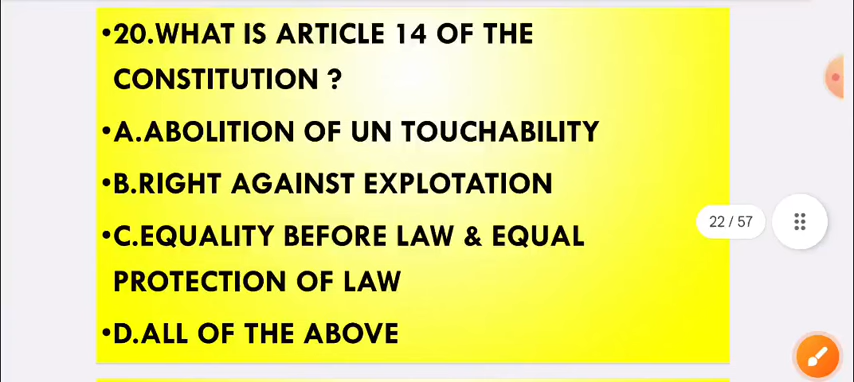 •20.WHAT IS ARTICLE 14 OF THE
CONSTITUTION ?
•A.ABOLITION OF UN TOUCHABILITY
•B.RIGHT AGAINST EXPLOTATION
22 / 57
•C.EQUALITY BEFORE LAW & EQUAL
PROTECTION OF LAW
•D.ALL OF THE ABOVE